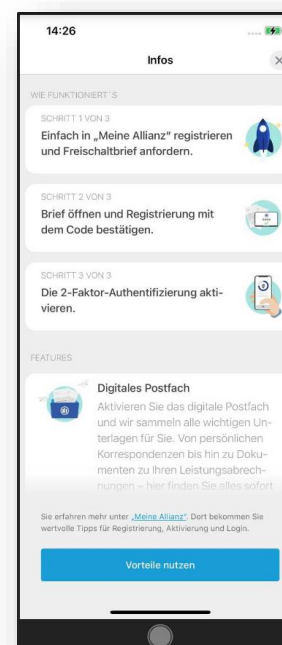 14:26
Infos
WIE FUNKTIONIERT´S
SCHRITT 1 VON 3
Einfach in „Meine Allianz" registrieren
und Freischaltbrief anfordern.
SCHRITT 2 VON 3
Brief öffnen und Registrierung mit
dem Code bestätigen.
SCHRITT 3 VON 3
Die 2-Faktor-Authentifizierung akti-
vieren.
FEATURES
Digitales Postfach
Aktivieren Sie das digitale Postfach
und wir sammeln alle wichtigen Un-
terlagen für Sie. Von persönlichen
Korrespondenzen bis hin zu Doku-
menten zu Ihren Leistungsabrech-
nungen – hier finden Sie alles sofort
Sie erfahren mehr unter „Meine Allianz". Dort bekommen Sie
wertvolle Tipps für Registrierung, Aktivierung und Login.
Vorteile nutzen